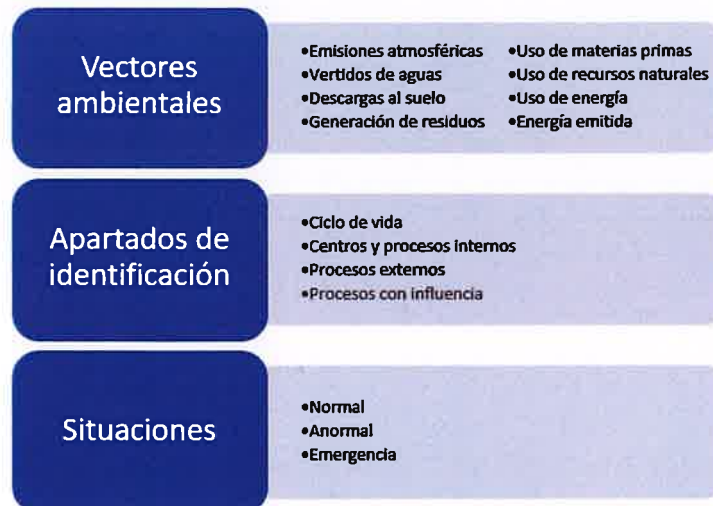 Vectores
ambientales
•Emisiones atmosféricas
•Vertidos de aguas
•Descargas al suelo
•Generación de residuos
•Uso de materias primas
•Uso de recursos naturales
•Uso de energía
•Energía emitida
Apartados de
identificación
•Ciclo de vida
•Centros y procesos internos
•Procesos externos
•Procesos con influencia
Situaciones
•Normal
•Anormal
•Emergencia